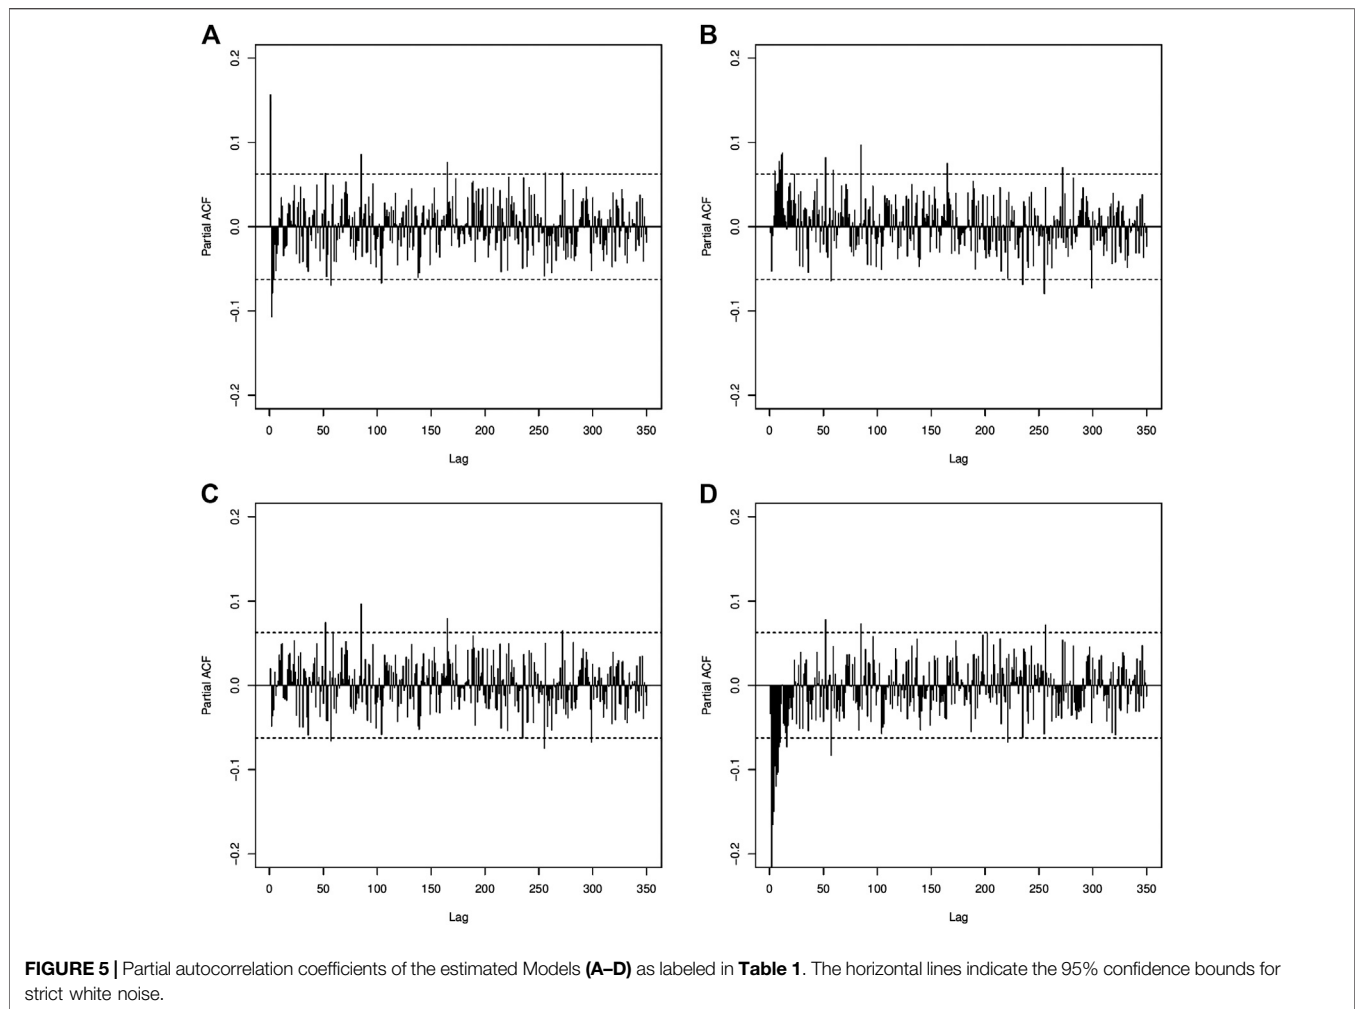 A
0.2
0.1
0.0
−0.1
−0.2
Partial ACF
0 50 100 150 200 250 300 350
Lag
B
0.2
0.1
0.0
−0.1
−0.2
Partial ACF
0 50 100 150 200 250 300 350
Lag
C
0.2
0.1
0.0
−0.1
−0.2
Partial ACF
0 50 100 150 200 250 300 350
Lag
D
0.2
0.1
0.0
−0.1
−0.2
Partial ACF
0 50 100 150 200 250 300 350
Lag
FIGURE 5 | Partial autocorrelation coefficients of the estimated Models (A–D) as labeled in Table 1. The horizontal lines indicate the 95% confidence bounds for
strict white noise.